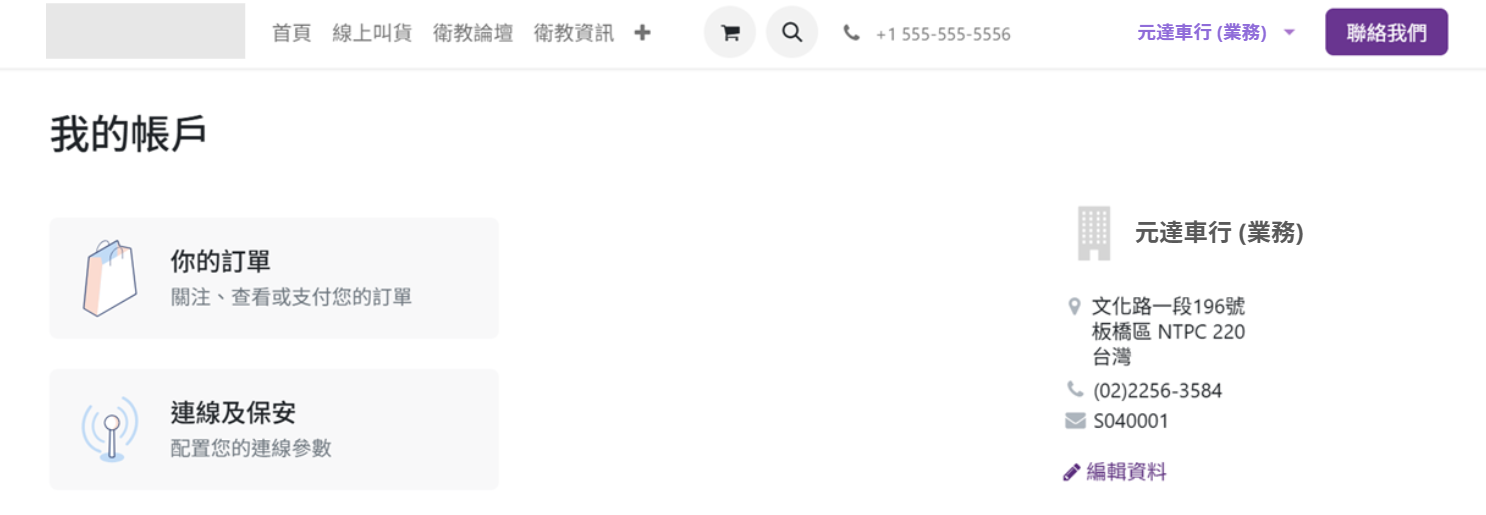 首頁 線上叫貨 衛教論壇 衛教資訊 +1 555-555-5556 元達車行 (業務) 聯絡我們
我的帳戶
你的訂單
關注、查看或支付您的訂單
連線及保安
配置您的連線參數
元達車行 (業務)
文化路一段196號
板橋區 NTPC 220
台灣
(02)2256-3584
S040001
編輯資料